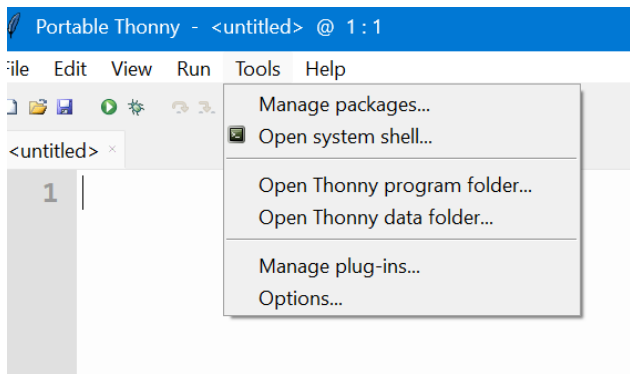 Portable Thonny - <untitled> @ 1:1
File Edit View Run Tools Help
<untitled> ×
1
Manage packages...
Open system shell...
Open Thonny program folder...
Open Thonny data folder...
Manage plug-ins...
Options...